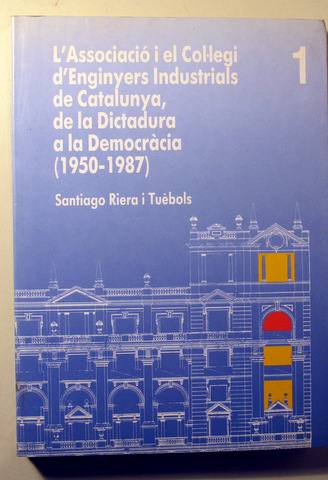 L'Associació i el Col·legi
d'Enginyers Industrials
de Catalunya,
de la Dictadura
a la Democràcia
(1950-1987)
1
Santiago Riera i Tuèbols